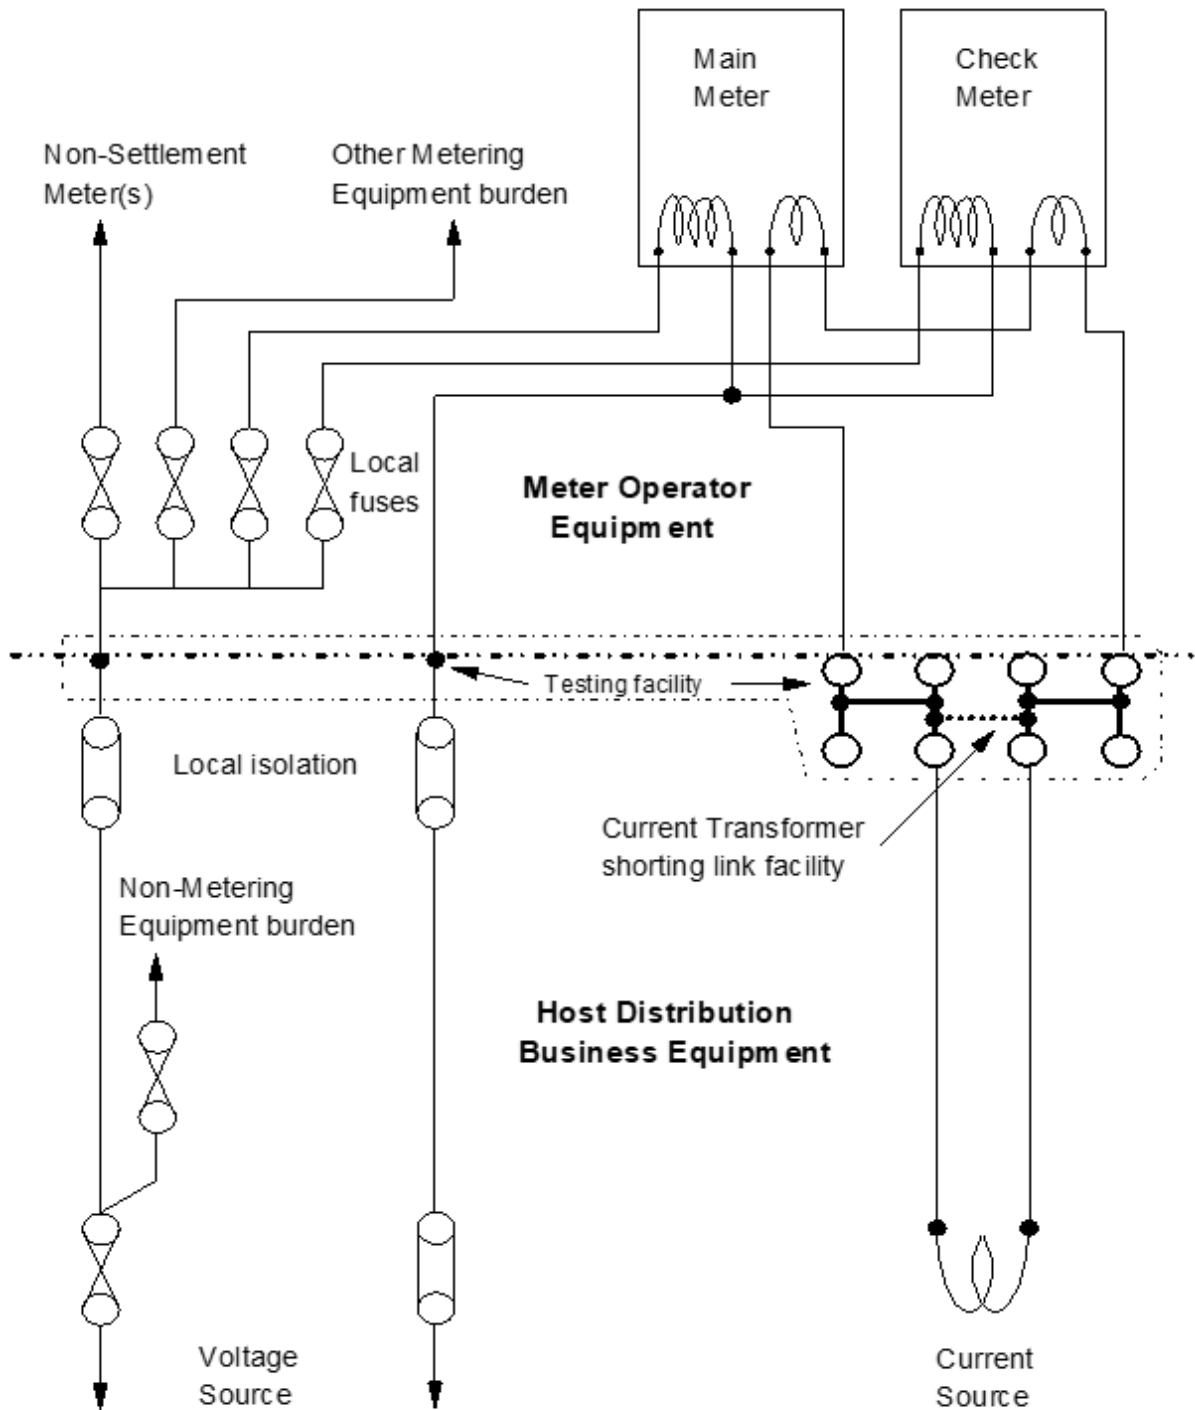 Main
Meter
Check
Meter
Non-Settlement
Meter(s)
Other Metering
Equipment burden
Local
fuses
Meter Operator
Equipment
Testing facility
Local isolation
Current Transformer
shorting link facility
Non-Metering
Equipment burden
Host Distribution
Business Equipment
Voltage
Source
Current
Source